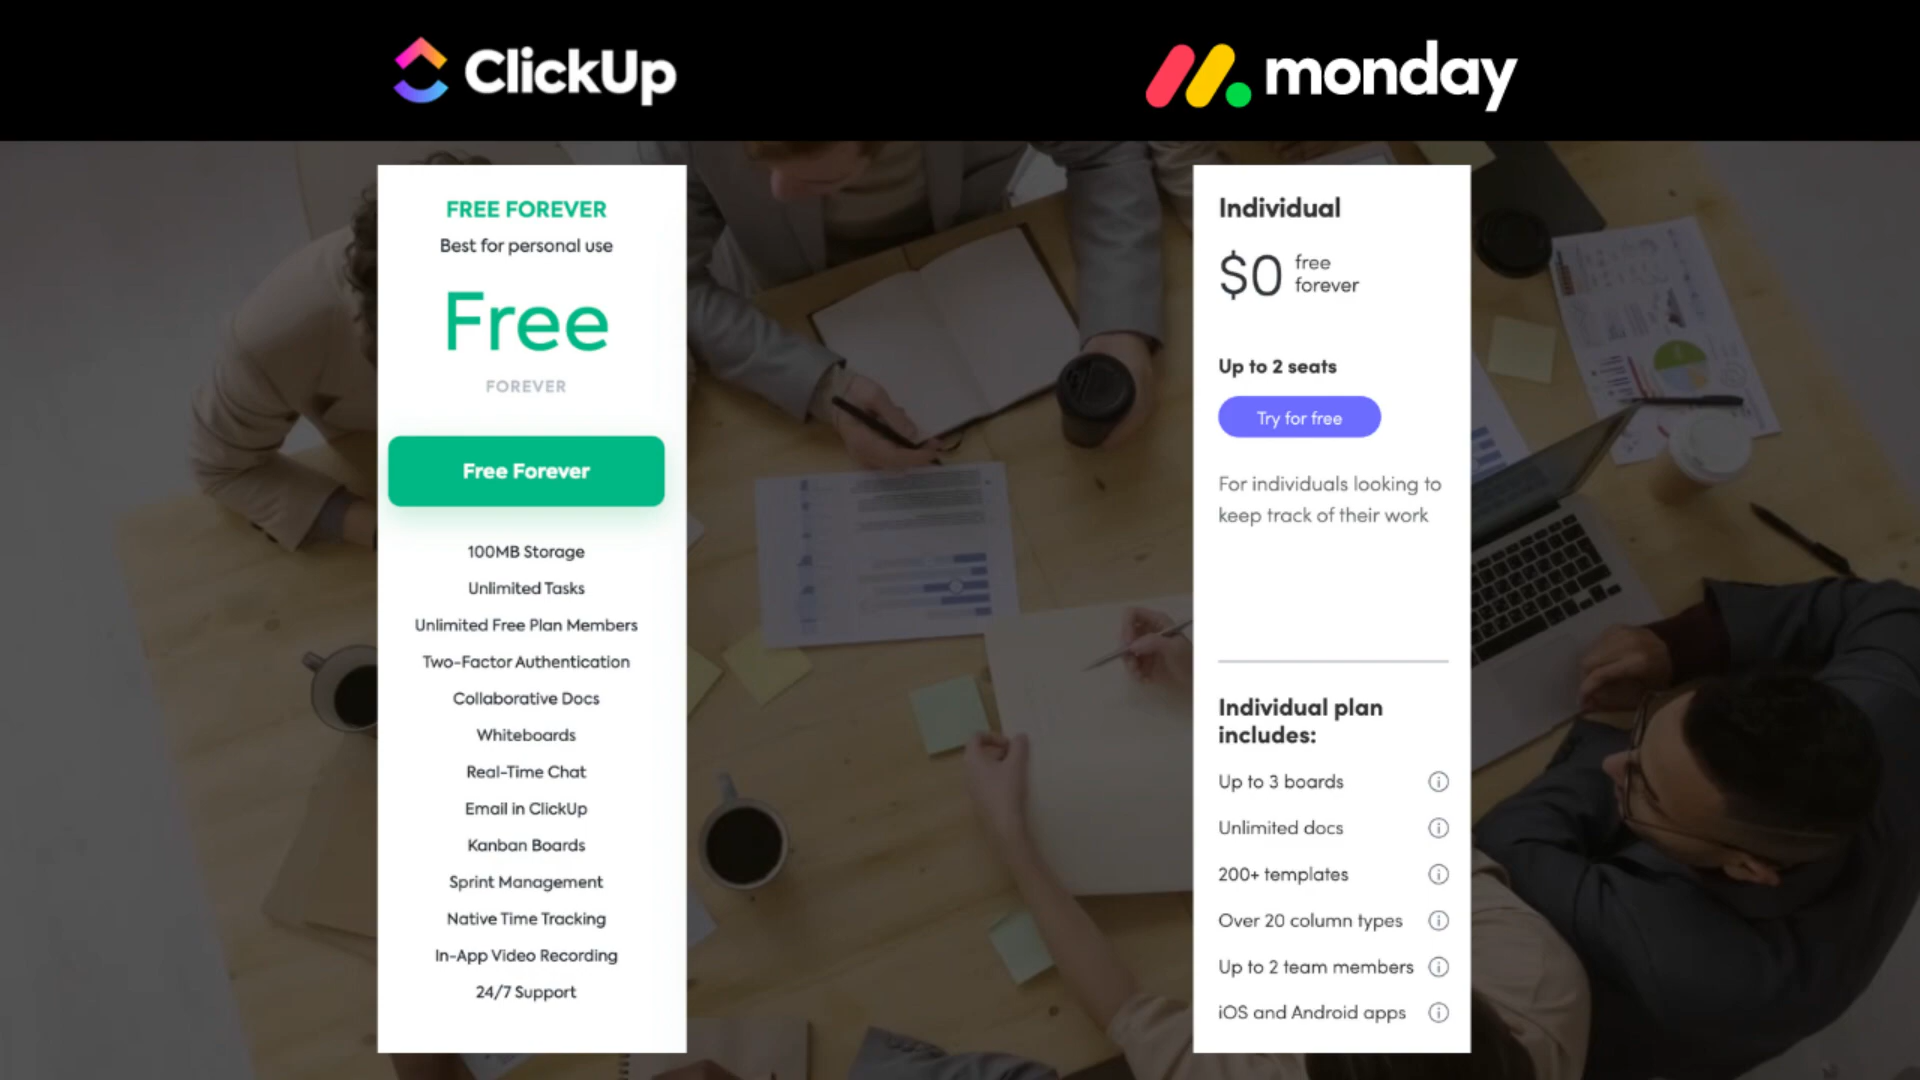 ClickUp
monday
FREE FOREVER
Best for personal use
Free
FOREVER
Free Forever
100MB Storage
Unlimited Tasks
Unlimited Free Plan Members
Two-Factor Authentication
Collaborative Docs
Whiteboards
Real-Time Chat
Email in ClickUp
Kanban Boards
Sprint Management
Native Time Tracking
In-App Video Recording
24/7 Support
Individual
$0 free
forever
Up to 2 seats
Try for free
For individuals looking to
keep track of their work
Individual plan
includes:
Up to 3 boards
Unlimited docs
200+ templates
Over 20 column types
Up to 2 team members
iOS and Android apps